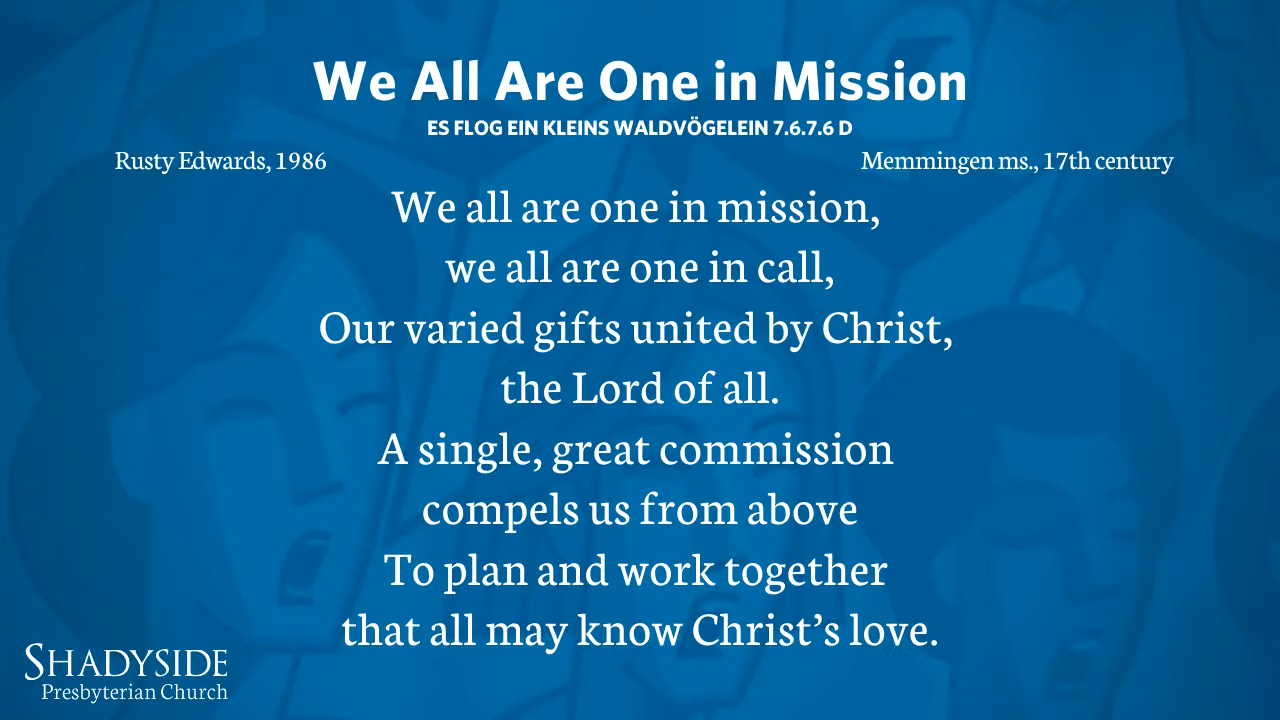 We All Are One in Mission
ES FLOG EIN KLEINS WALDVÖGELEIN 7.6.7.6 D
Rusty Edwards, 1986
Memmingen ms., 17th century
We all are one in mission,
we all are one in call,
Our varied gifts united by Christ,
the Lord of all.
A single, great commission
compels us from above
To plan and work together
that all may know Christ’s love.
SHADYSIDE
Presbyterian Church